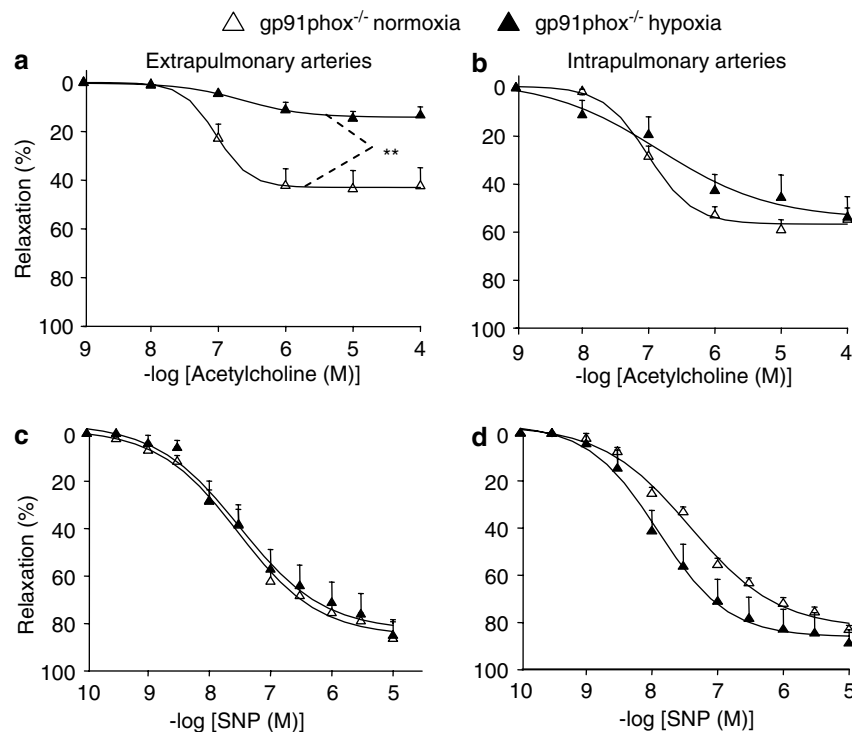 △ gp91phox-/- normoxia ▲ gp91phox-/- hypoxia
a Extrapulmonary arteries
0
20
40
60
80
100
Relaxation (%)
**
9 8 7 6 5 4
-log [Acetylcholine (M)]
b Intrapulmonary arteries
0
20
40
60
80
100
9 8 7 6 5 4
-log [Acetylcholine (M)]
c
0
20
40
60
80
100
Relaxation (%)
10 9 8 7 6 5
-log [SNP (M)]
d
0
20
40
60
80
100
10 9 8 7 6 5
-log [SNP (M)]